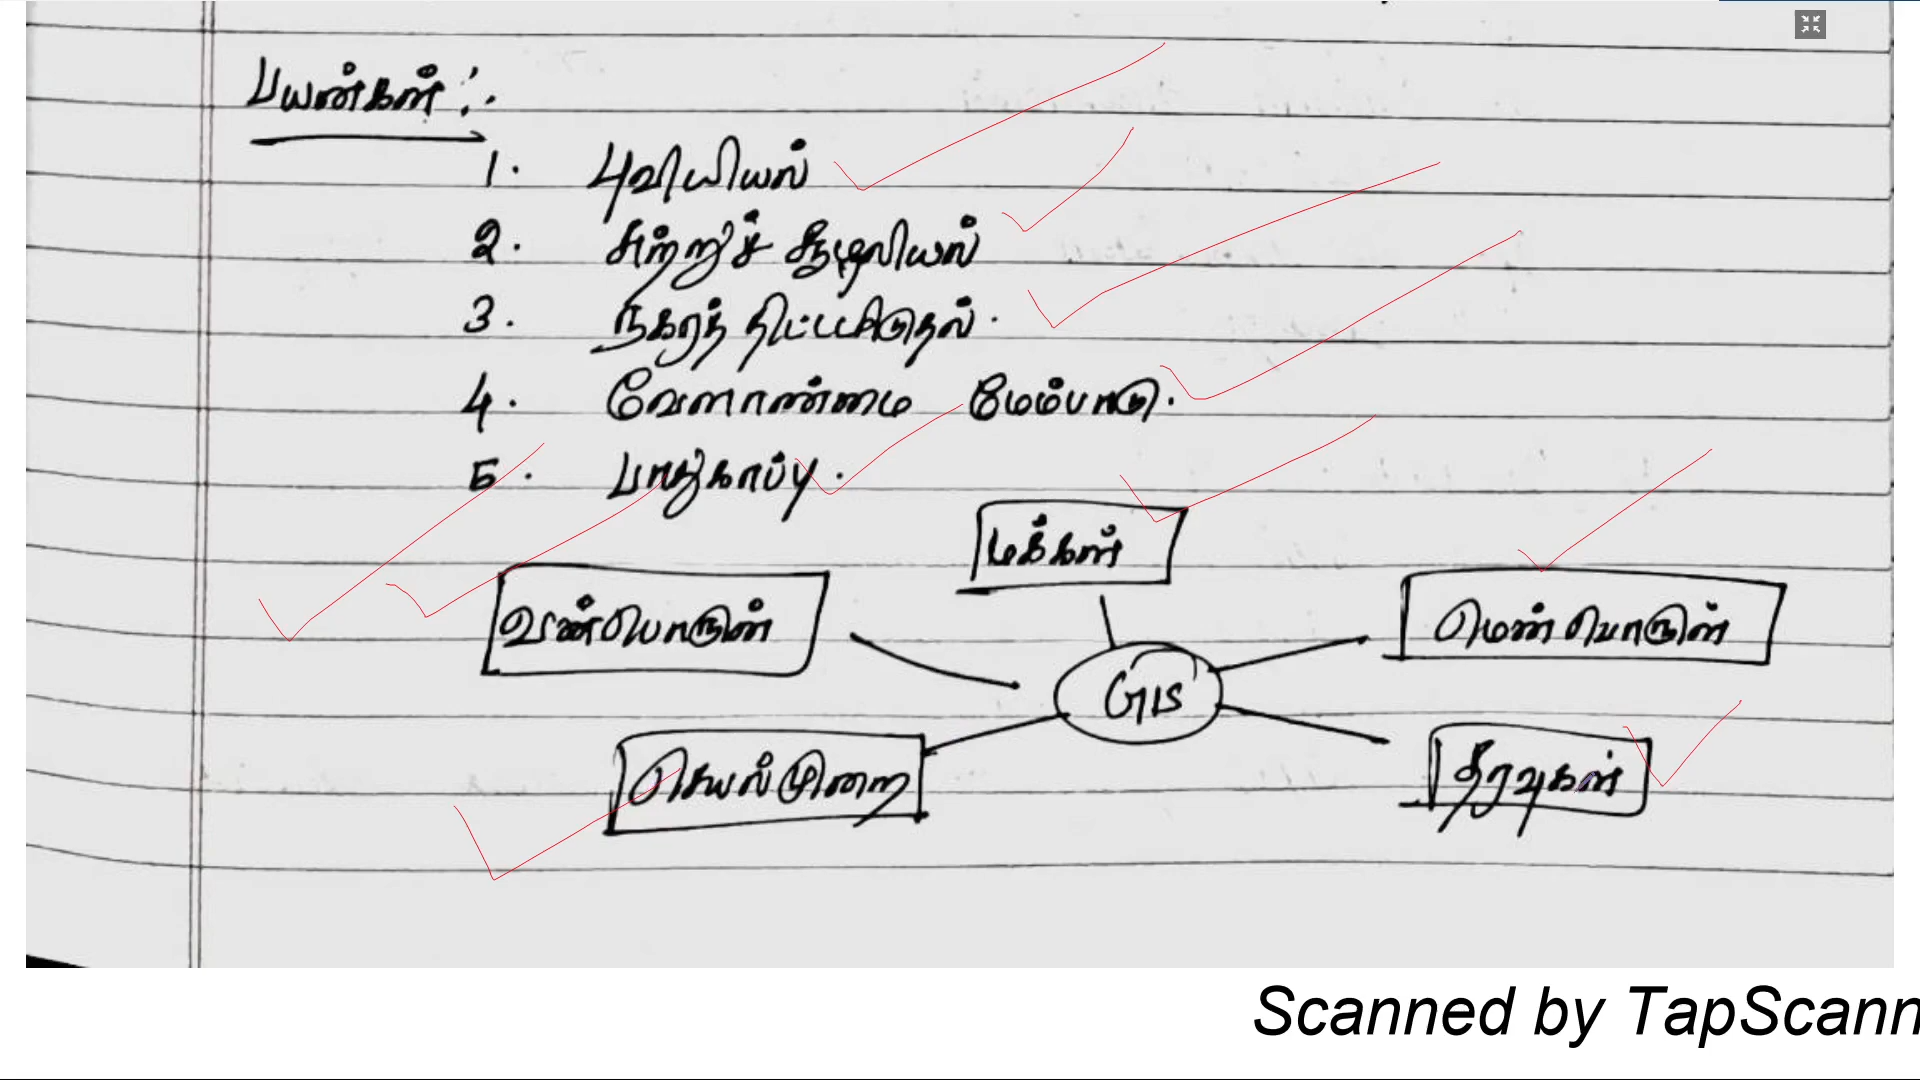 பயன்கள்:-
1. புவியியல்
2. சுற்றுச் சூழலியல்
3. நகரத் திட்டமிடுதல்.
4. வேளாண்மை மேம்பாடு.
5. பாதுகாப்பு.
மக்கள்
வன்பொருள்
மென்பொருள்
GIS
செயல்முறை
தரவுகள்
Scanned by TapScann